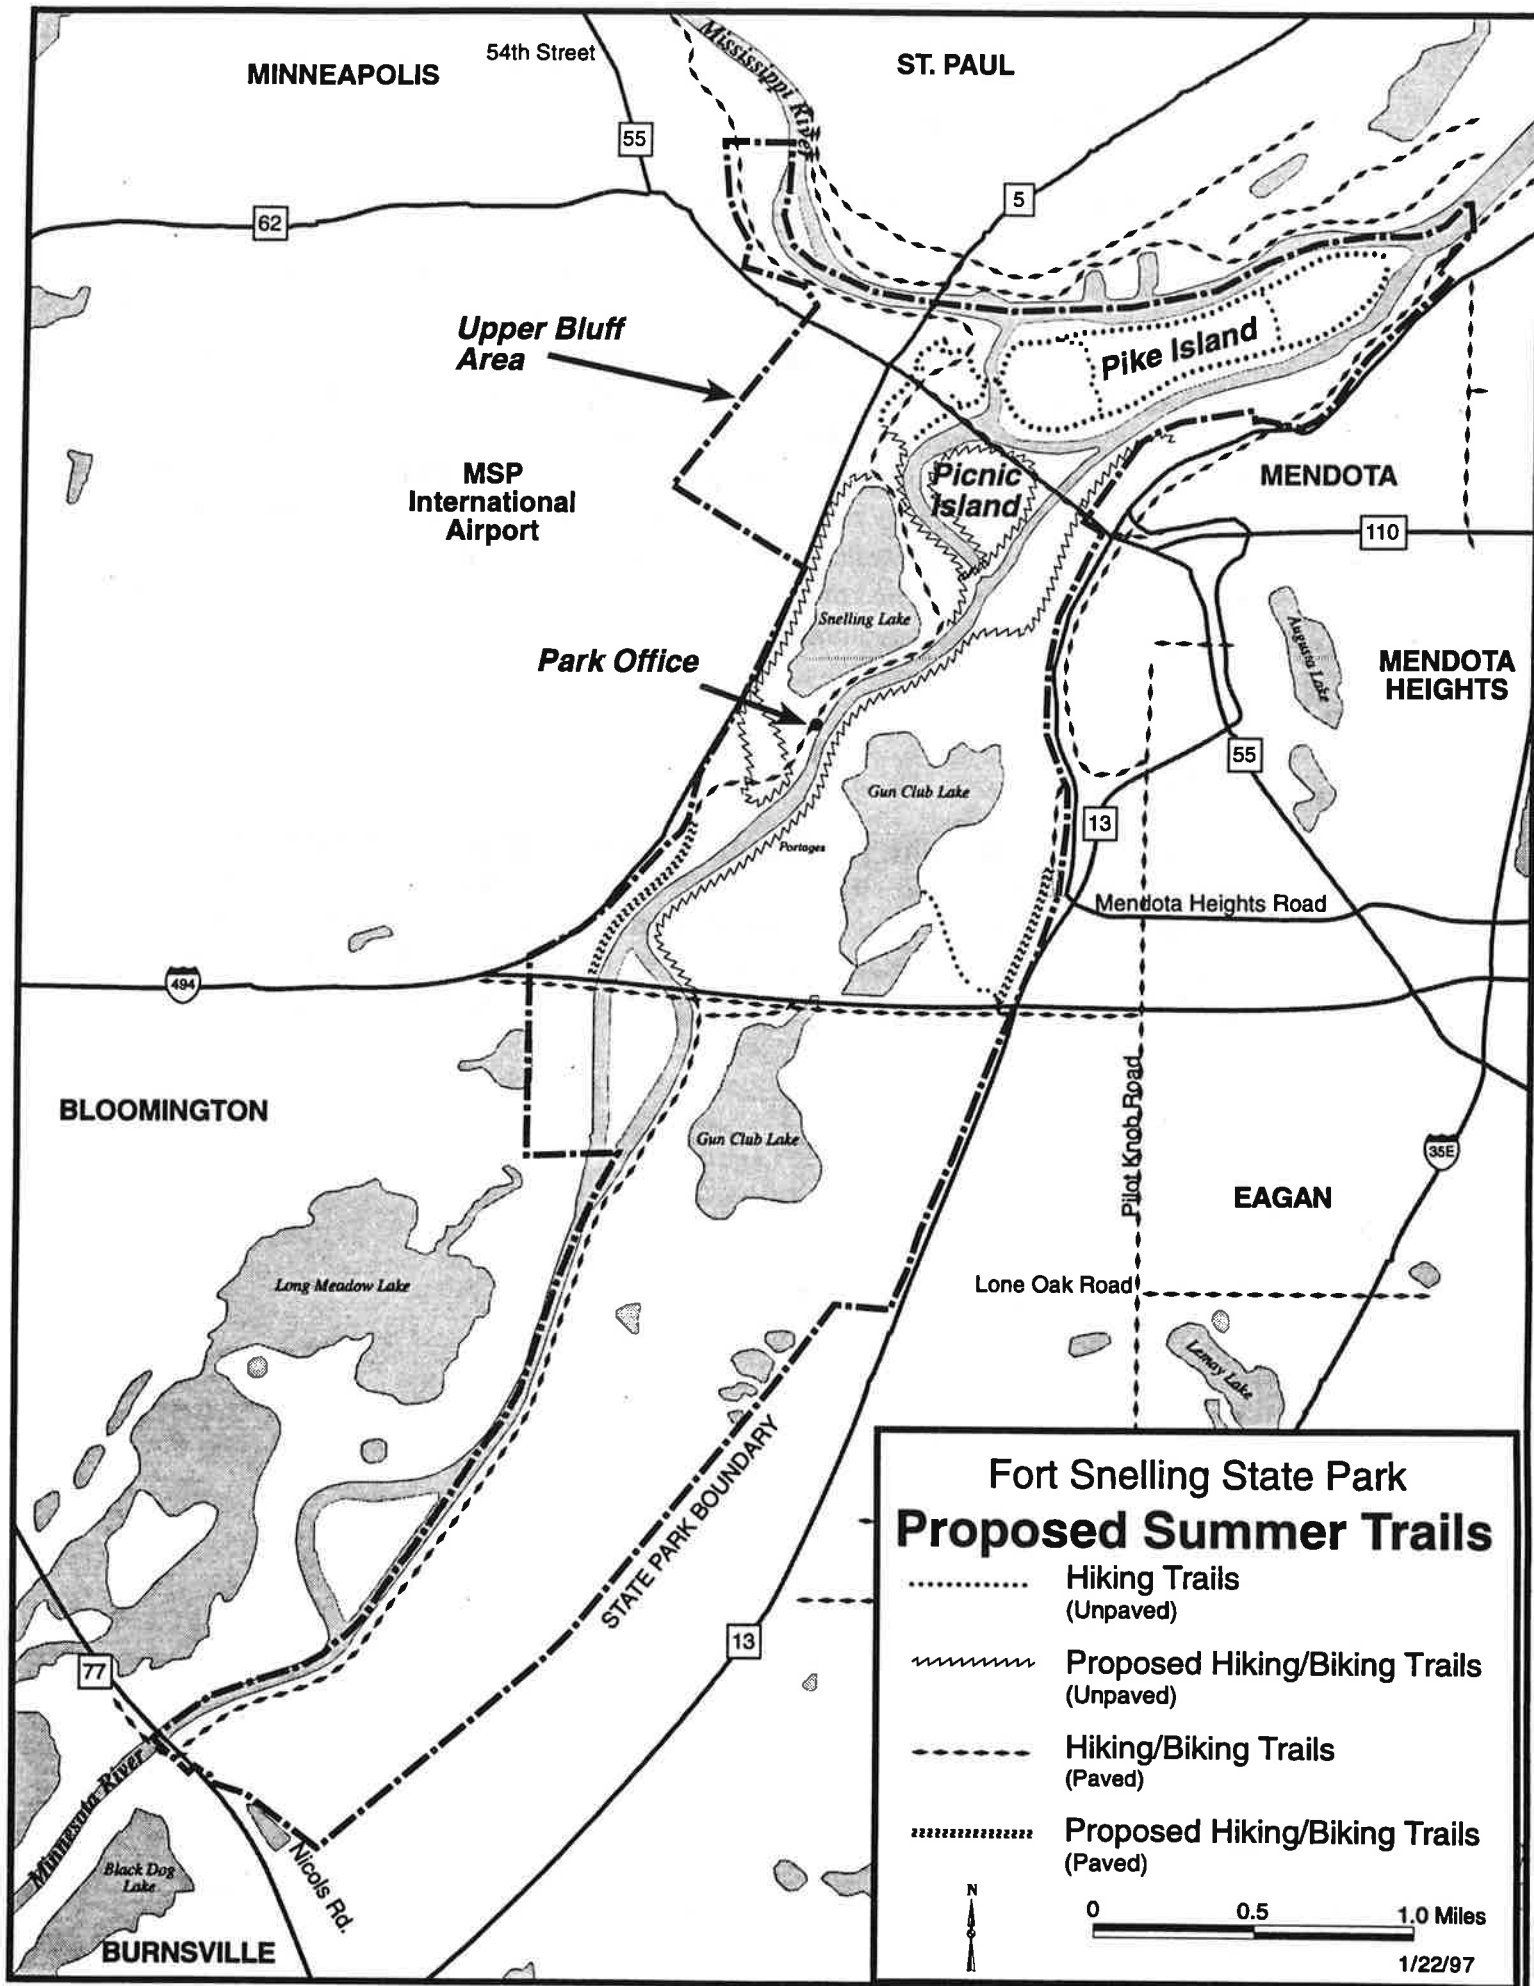 MINNEAPOLIS
54th Street
Mississippi River
ST. PAUL
55
62
5
Upper Bluff
Area
Pike Island
MSP
International
Airport
Picnic
Island
MENDOTA
110
Snelling Lake
Park Office
Augusta Lake
MENDOTA
HEIGHTS
55
Gun Club Lake
13
Portages
Mendota Heights Road
494
BLOOMINGTON
Gun Club Lake
Pilot Knob Road
35E
EAGAN
Long Meadow Lake
Lone Oak Road
Lemay Lake
STATE PARK BOUNDARY
13
77
Minnesota River
Black Dog
Lake
Nicols Rd.
BURNSVILLE
Fort Snelling State Park
Proposed Summer Trails
Hiking Trails
(Unpaved)
Proposed Hiking/Biking Trails
(Unpaved)
Hiking/Biking Trails
(Paved)
Proposed Hiking/Biking Trails
(Paved)
N
0 0.5 1.0 Miles
1/22/97